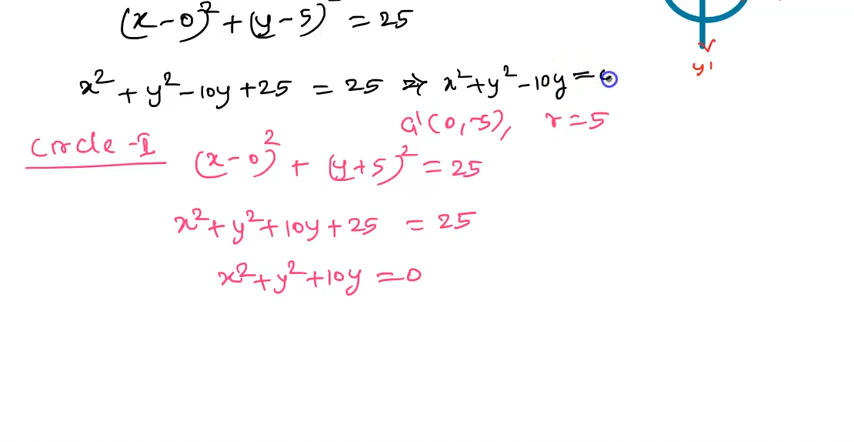 (x-0)² + (y-5)² = 25
y'
x² + y² - 10y + 25 = 25 ⇒ x² + y² - 10y = 0
a'(0,-5), r = 5
Circle -I
(x-0)² + (y+5)² = 25
x² + y² + 10y + 25 = 25
x² + y² + 10y = 0